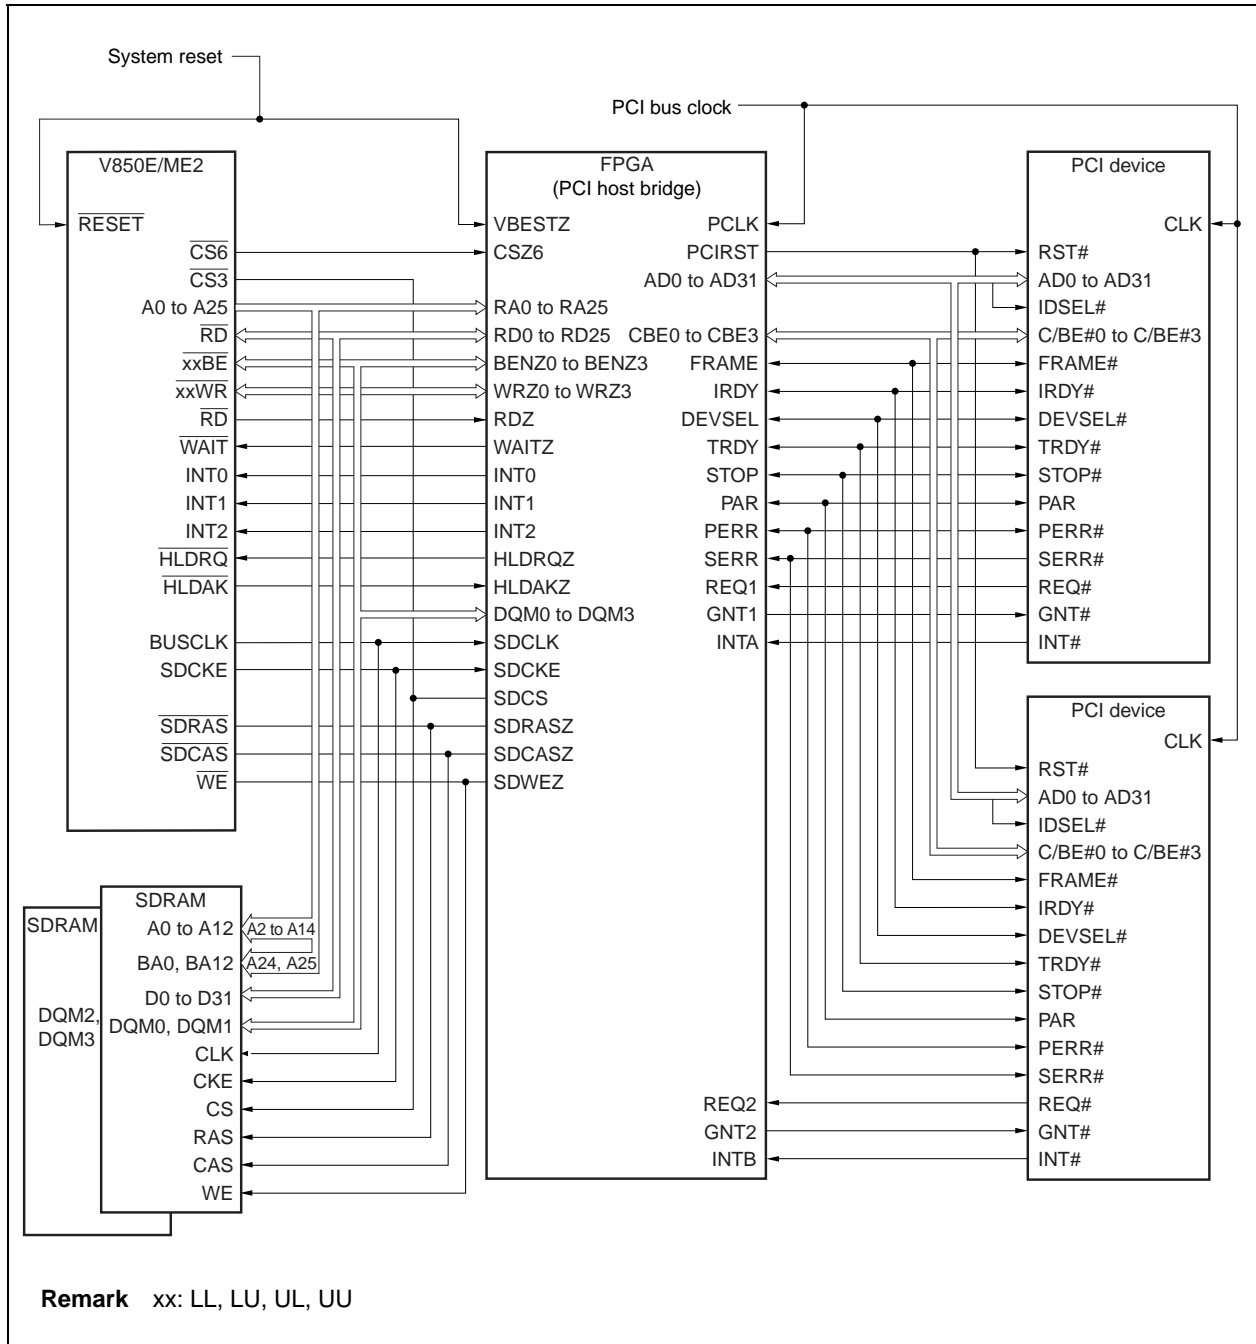 System reset
PCI bus clock
V850E/ME2
RESET
CS6
CS3
A0 to A25
RD
xxBE
xxWR
RD
WAIT
INT0
INT1
INT2
HLDRQ
HLDAK
BUSCLK
SDCKE
SDRAS
SDCAS
WE
FPGA
(PCI host bridge)
VBESTZ
CSZ6
RA0 to RA25
RD0 to RD25
BENZ0 to BENZ3
WRZ0 to WRZ3
RDZ
WAITZ
INT0
INT1
INT2
HLDRQZ
HLDAKZ
DQM0 to DQM3
SDCLK
SDCKE
SDCS
SDRASZ
SDCASZ
SDWEZ
PCLK
PCIRST
AD0 to AD31
CBE0 to CBE3
FRAME
IRDY
DEVSEL
TRDY
STOP
PAR
PERR
SERR
REQ1
GNT1
INTA
REQ2
GNT2
INTB
PCI device
CLK
RST#
AD0 to AD31
IDSEL#
C/BE#0 to C/BE#3
FRAME#
IRDY#
DEVSEL#
TRDY#
STOP#
PAR
PERR#
SERR#
REQ#
GNT#
INT#
PCI device
CLK
RST#
AD0 to AD31
IDSEL#
C/BE#0 to C/BE#3
FRAME#
IRDY#
DEVSEL#
TRDY#
STOP#
PAR
PERR#
SERR#
REQ#
GNT#
INT#
SDRAM
DQM2,
DQM3
SDRAM
A0 to A12
BA0, BA12
D0 to D31
DQM0, DQM1
CLK
CKE
CS
RAS
CAS
WE
A2 to A14
A24, A25
Remark xx: LL, LU, UL, UU